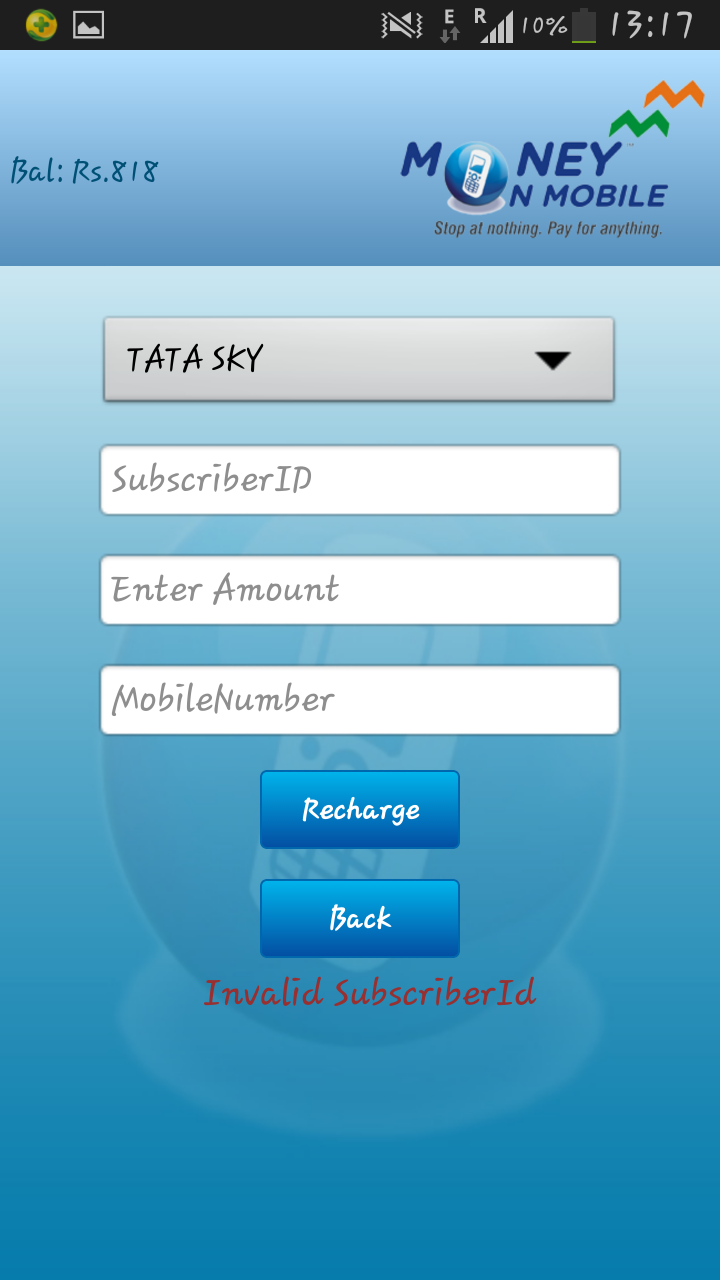 E R 10% 13:17
Bal: Rs.818
MONEY
ON MOBILE
Stop at nothing. Pay for anything.
TATA SKY
SubscriberID
Enter Amount
MobileNumber
Recharge
Back
Invalid SubscriberId